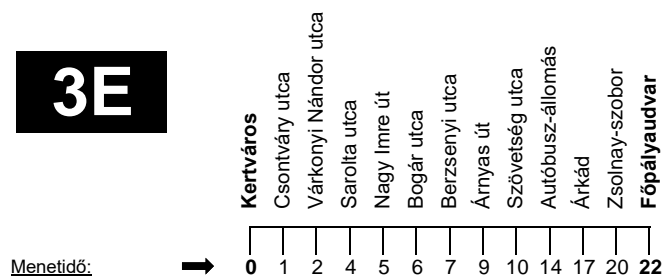 3E
Kertváros
Csontváry utca
Várkonyi Nándor utca
Sarolta utca
Nagy Imre út
Bogár utca
Berzsenyi utca
Árnyas út
Szövetség utca
Autóbusz-állomás
Árkád
Zsolnay-szobor
Főpályaudvar
Menetidő: 0 1 2 4 5 6 7 9 10 14 17 20 22